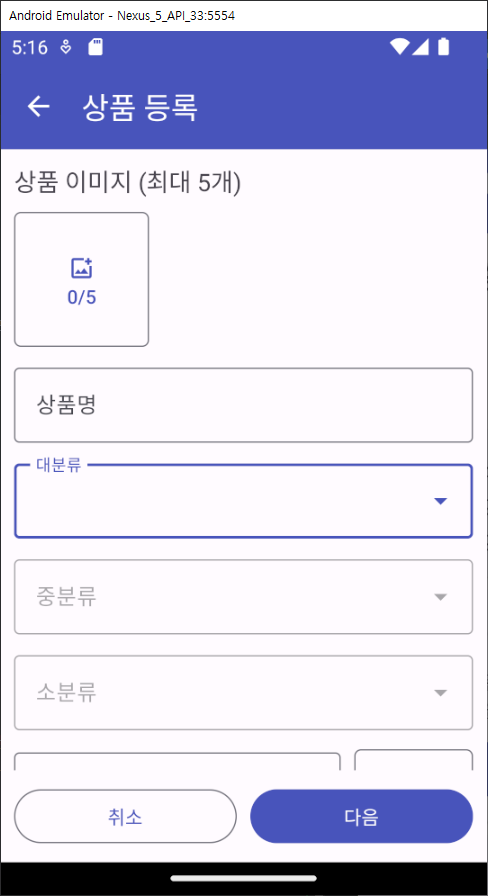 Android Emulator - Nexus_5_API_33:5554
5:16
상품 등록
상품 이미지 (최대 5개)
0/5
상품명
대분류
중분류
소분류
취소 다음